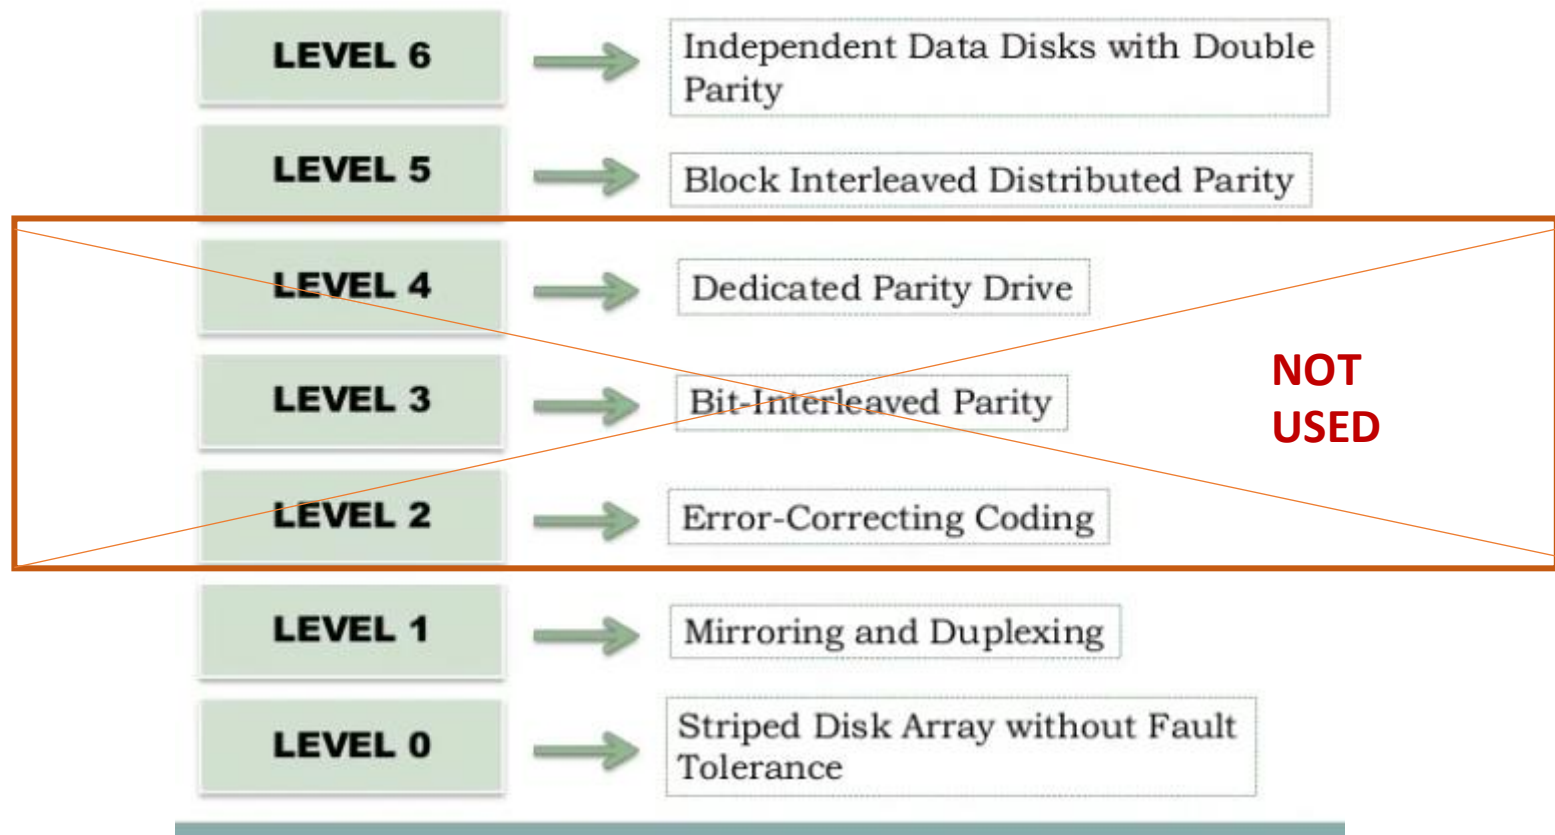 LEVEL 6
Independent Data Disks with Double
Parity
LEVEL 5
Block Interleaved Distributed Parity
LEVEL 4
Dedicated Parity Drive
LEVEL 3
Bit-Interleaved Parity
NOT
USED
LEVEL 2
Error-Correcting Coding
LEVEL 1
Mirroring and Duplexing
LEVEL 0
Striped Disk Array without Fault
Tolerance